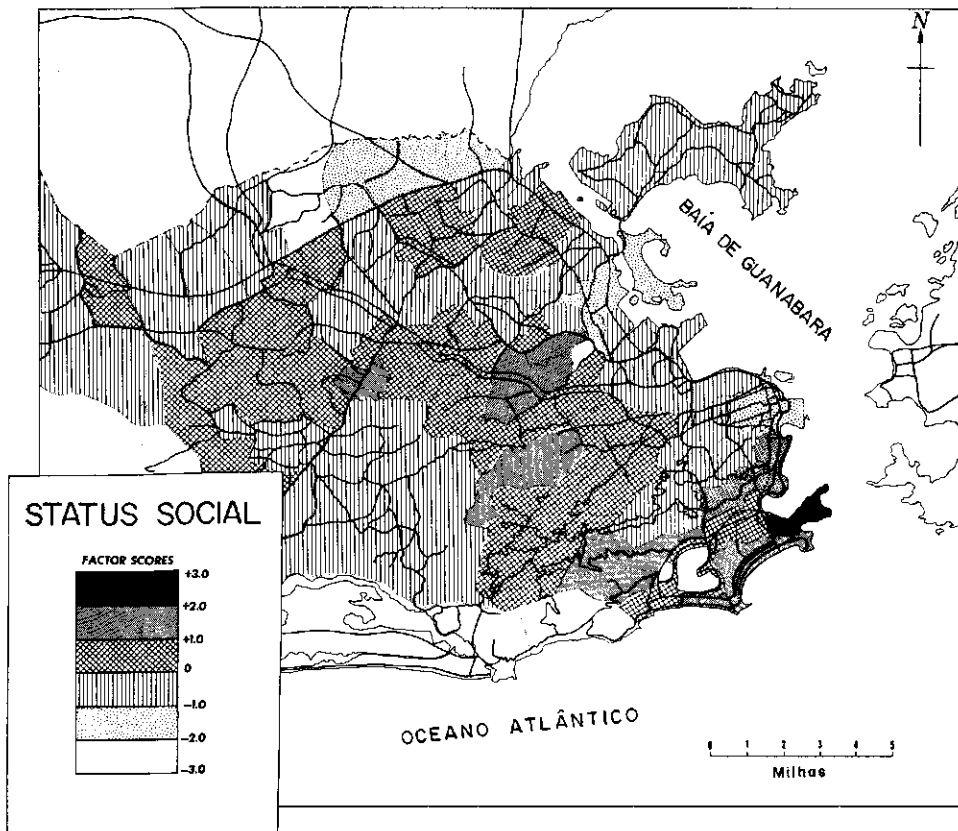 N
BAÍA DE GUANABARA
STATUS SOCIAL
FACTOR SCORES
+3.0
+2.0
+1.0
0
−1.0
−2.0
−3.0
OCEANO ATLÂNTICO
0 1 2 3 4 5
Milhas